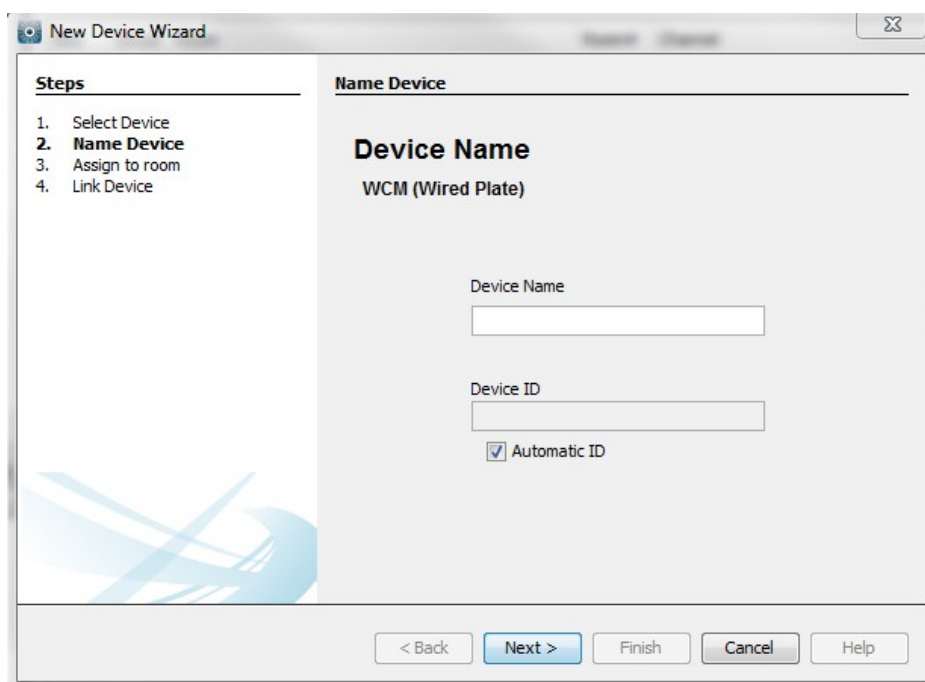 New Device Wizard
Steps
1. Select Device
2. Name Device
3. Assign to room
4. Link Device
Name Device
Device Name
WCM (Wired Plate)
Device Name
Device ID
Automatic ID
< Back
Next >
Finish
Cancel
Help